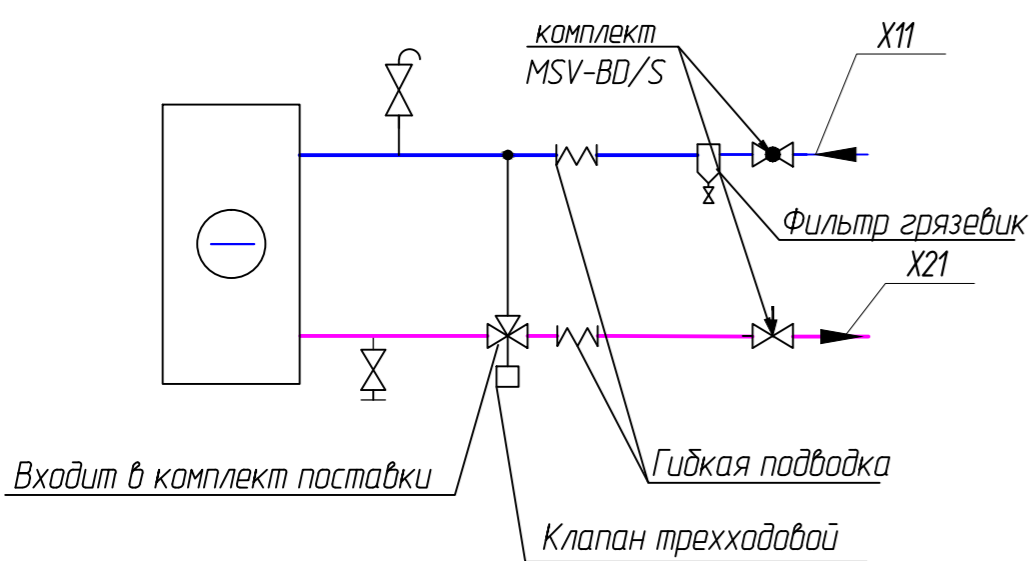 комплект
MSV-BD/S
X11
Фильтр грязевик
X21
Гибкая подводка
Входит в комплект поставки
Клапан трехходовой